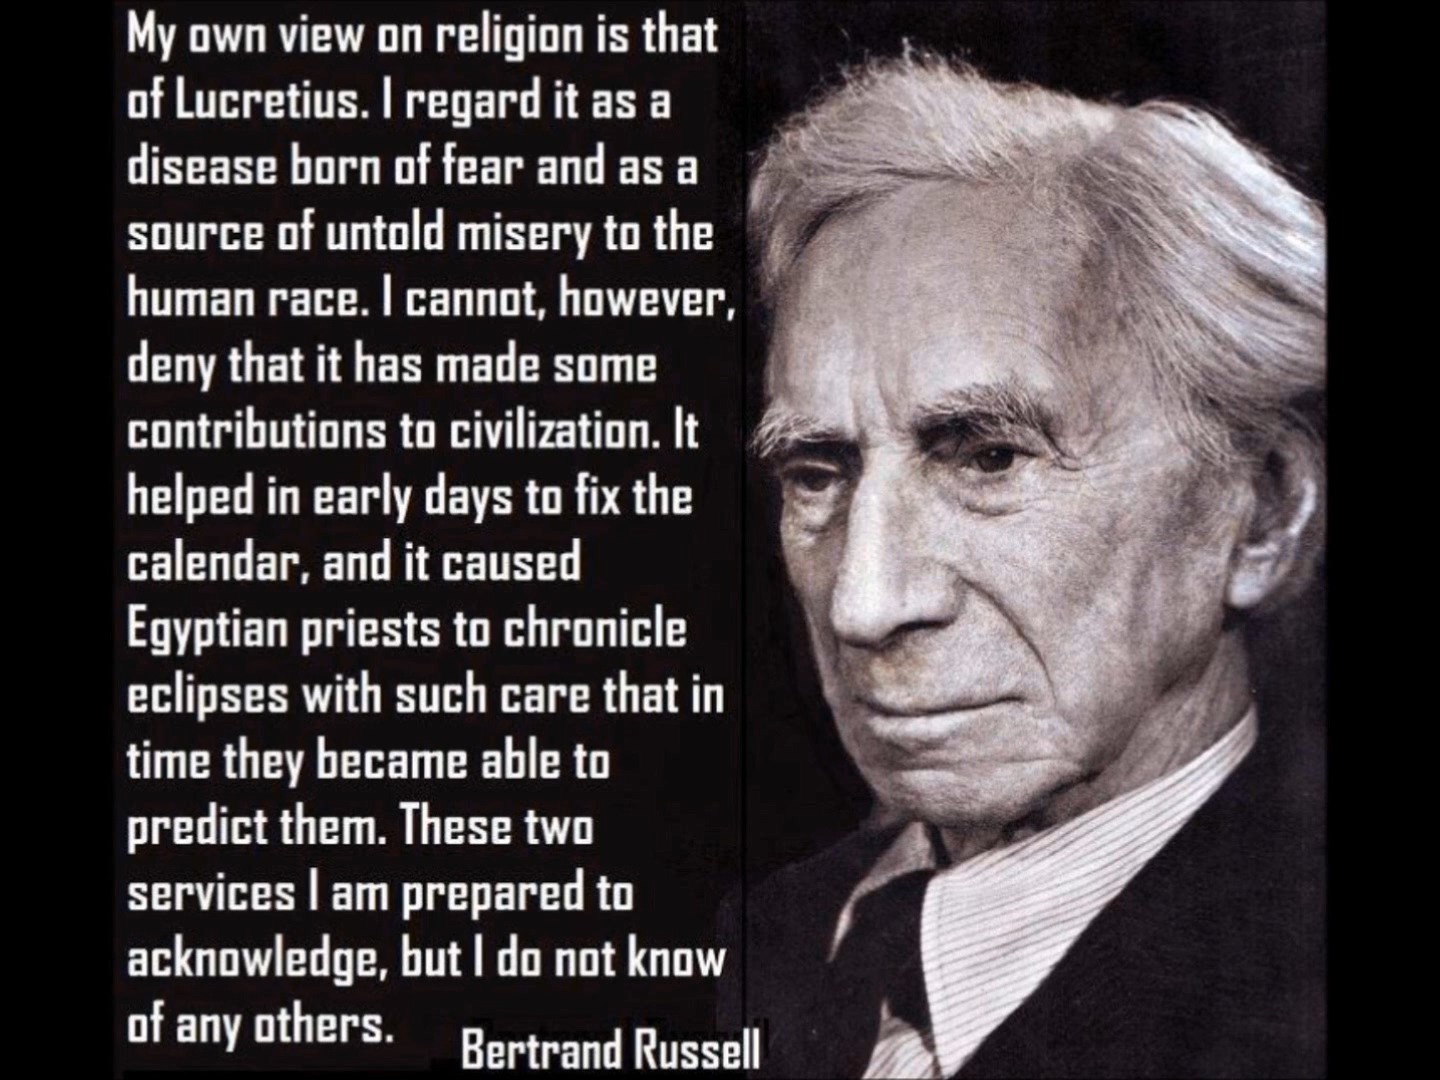 My own view on religion is that
of Lucretius. I regard it as a
disease born of fear and as a
source of untold misery to the
human race. I cannot, however,
deny that it has made some
contributions to civilization. It
helped in early days to fix the
calendar, and it caused
Egyptian priests to chronicle
eclipses with such care that in
time they became able to
predict them. These two
services I am prepared to
acknowledge, but I do not know
of any others.
Bertrand Russell